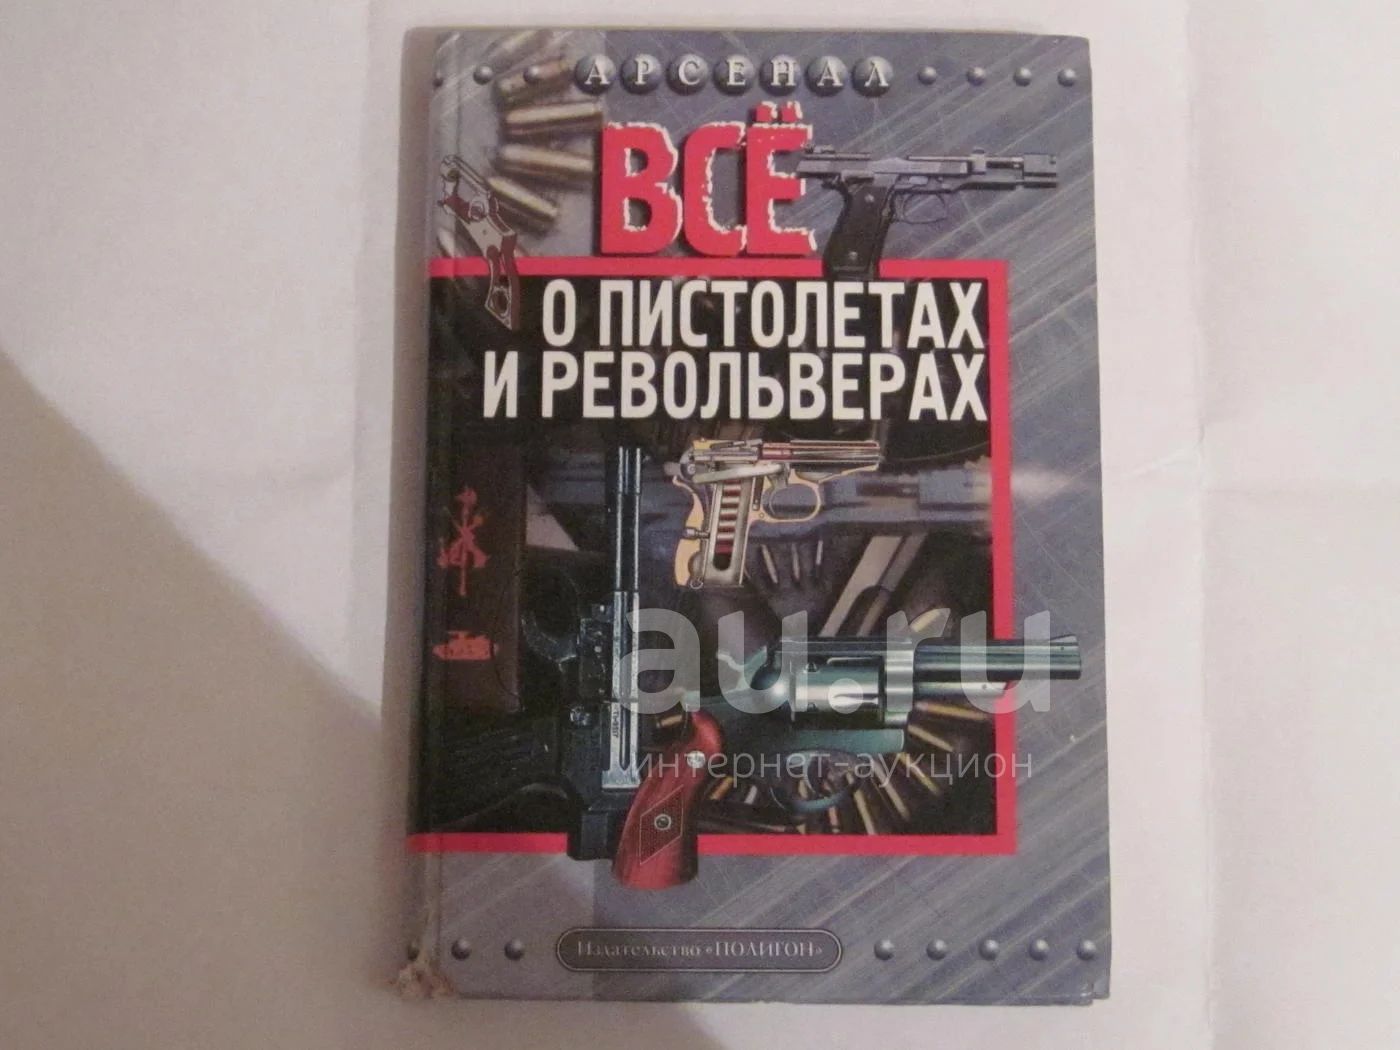 АРСЕНАЛ
ВСЁ
О ПИСТОЛЕТАХ
И РЕВОЛЬВЕРАХ
au.ru
интернет-аукцион
Издательство «ПОЛИГОН»